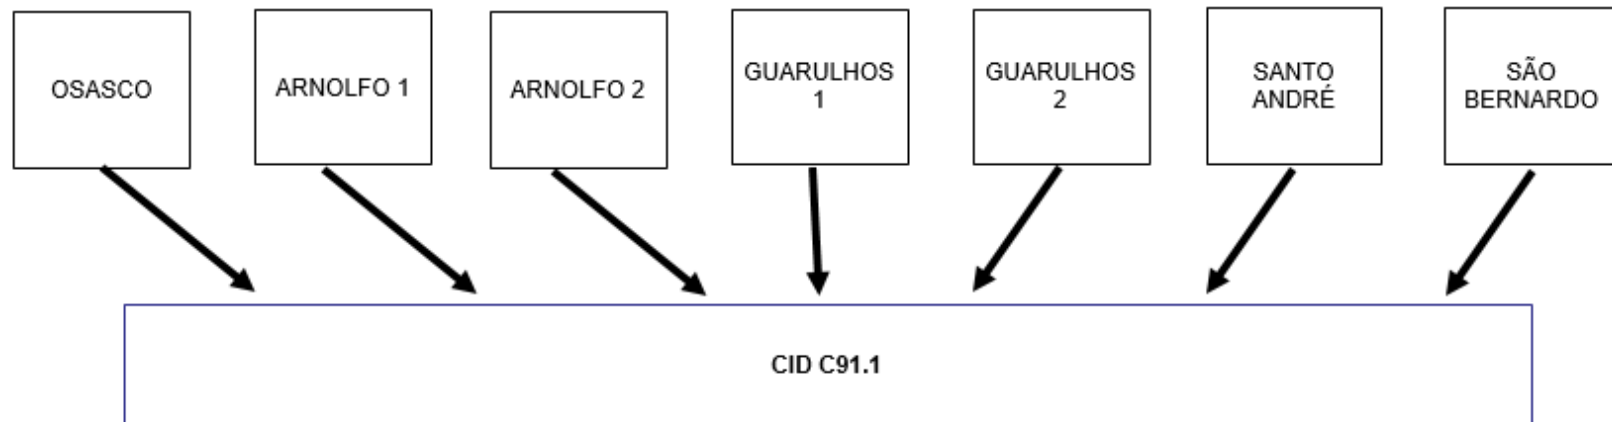 OSASCO
ARNOLFO 1
ARNOLFO 2
GUARULHOS
1
GUARULHOS
2
SANTO
ANDRÉ
SÃO
BERNARDO
CID C91.1